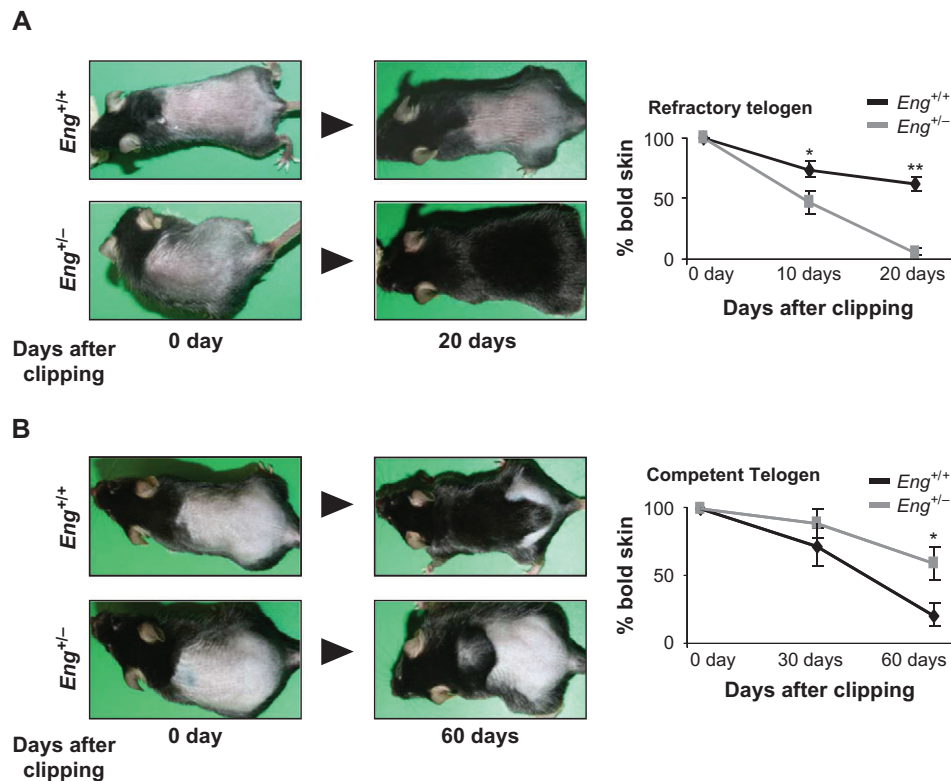 A
Eng+/+
Eng+/−
Days after
clipping
0 day
20 days
Refractory telogen
Eng+/+
Eng+/−
% bold skin
100
50
0
*
**
0 day
10 days
20 days
Days after clipping
B
Eng+/+
Eng+/−
Days after
clipping
0 day
60 days
Competent Telogen
Eng+/+
Eng+/−
% bold skin
100
50
0
*
0 day
30 days
60 days
Days after clipping